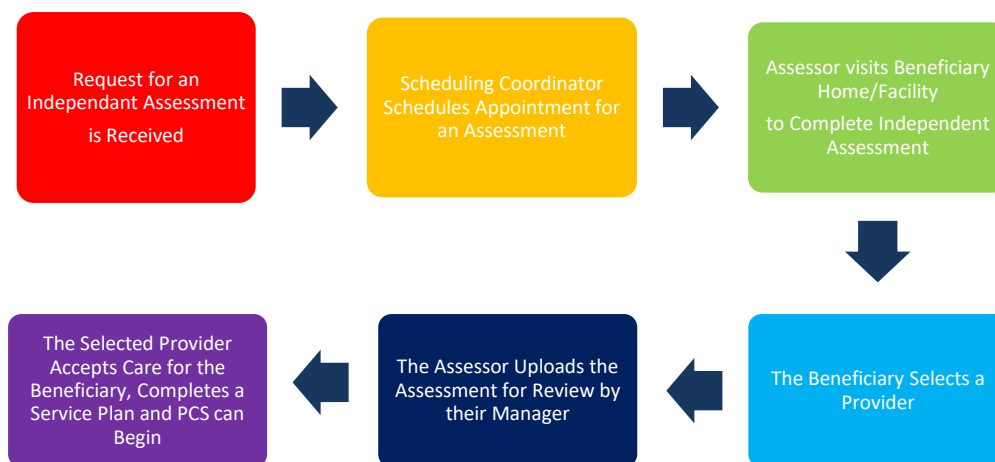 Request for an
Independant Assessment
is Received
Scheduling Coordinator
Schedules Appointment for
an Assessment
Assessor visits Beneficiary
Home/Facility
to Complete Independent
Assessment
The Beneficiary Selects a
Provider
The Assessor Uploads the
Assessment for Review by
their Manager
The Selected Provider
Accepts Care for the
Beneficiary, Completes a
Service Plan and PCS can
Begin